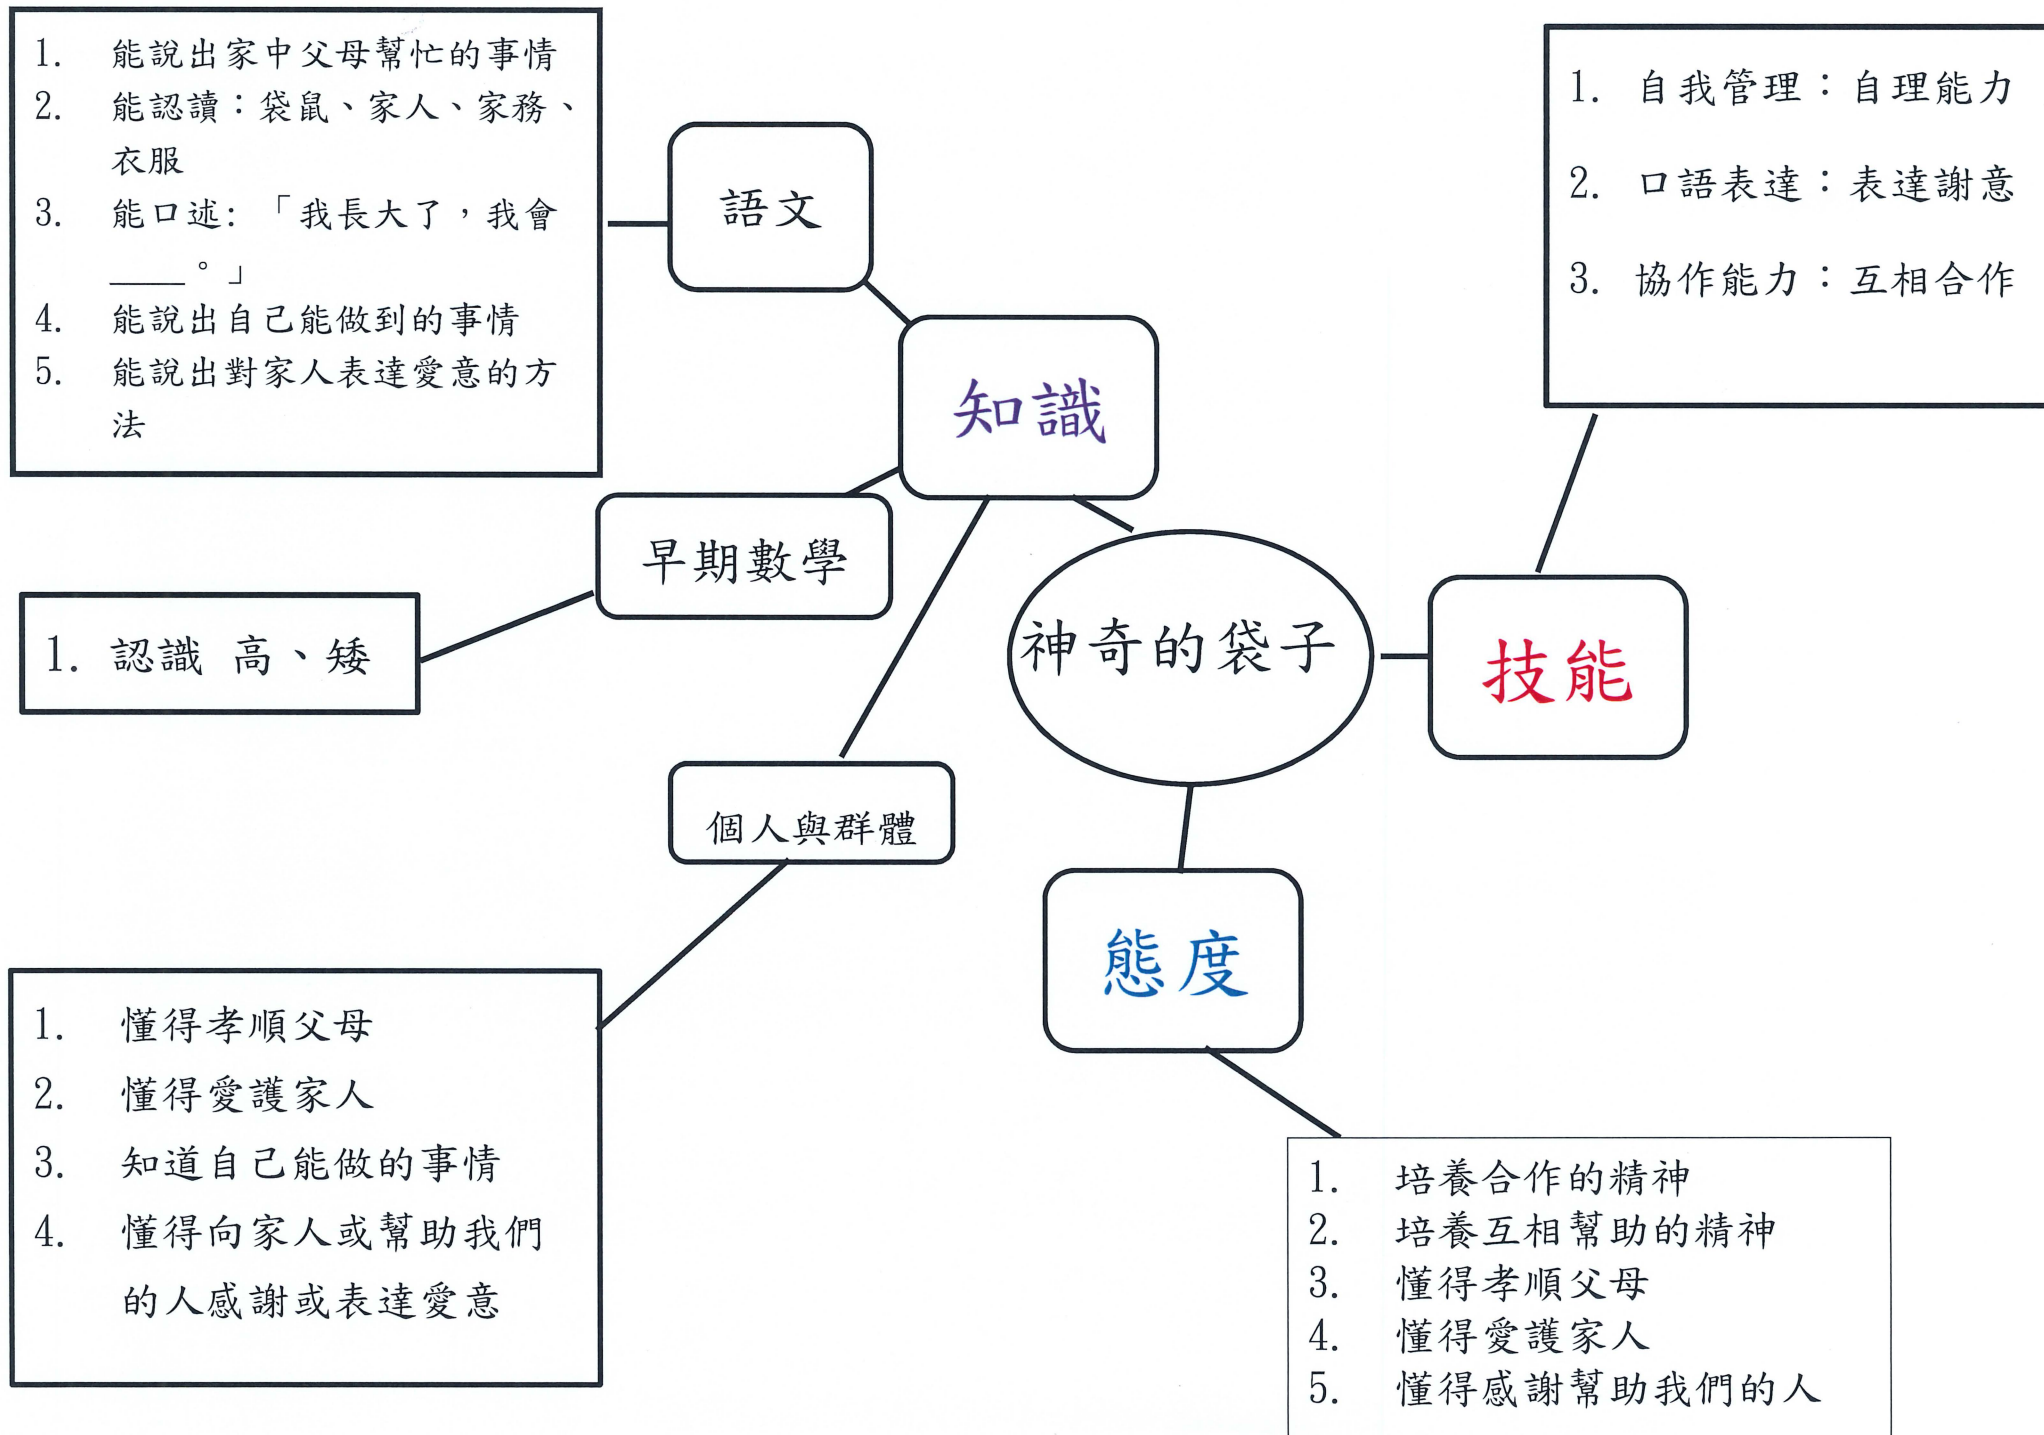 1. 能說出家中父母幫忙的事情
2. 能認讀：袋鼠、家人、家務、
衣服
3. 能口述: 「我長大了，我會
____。」
4. 能說出自己能做到的事情
5. 能說出對家人表達愛意的方
法
語文
知識
早期數學
1. 認識 高、矮
個人與群體
1. 懂得孝順父母
2. 懂得愛護家人
3. 知道自己能做的事情
4. 懂得向家人或幫助我們
的人感謝或表達愛意
神奇的袋子
技能
1. 自我管理：自理能力
2. 口語表達：表達謝意
3. 協作能力：互相合作
態度
1. 培養合作的精神
2. 培養互相幫助的精神
3. 懂得孝順父母
4. 懂得愛護家人
5. 懂得感謝幫助我們的人